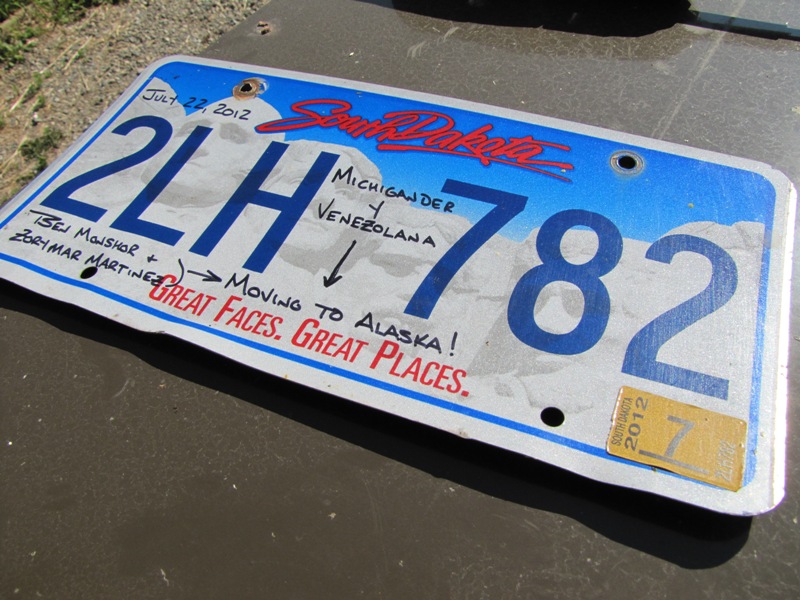 July 22, 2012
South Dakota
2LH 782
Michigander
y
Venezolana
Ben Monshor +
Zorymar Martinez
Moving to Alaska!
Great Faces. Great Places.
SOUTH DAKOTA
2012
7